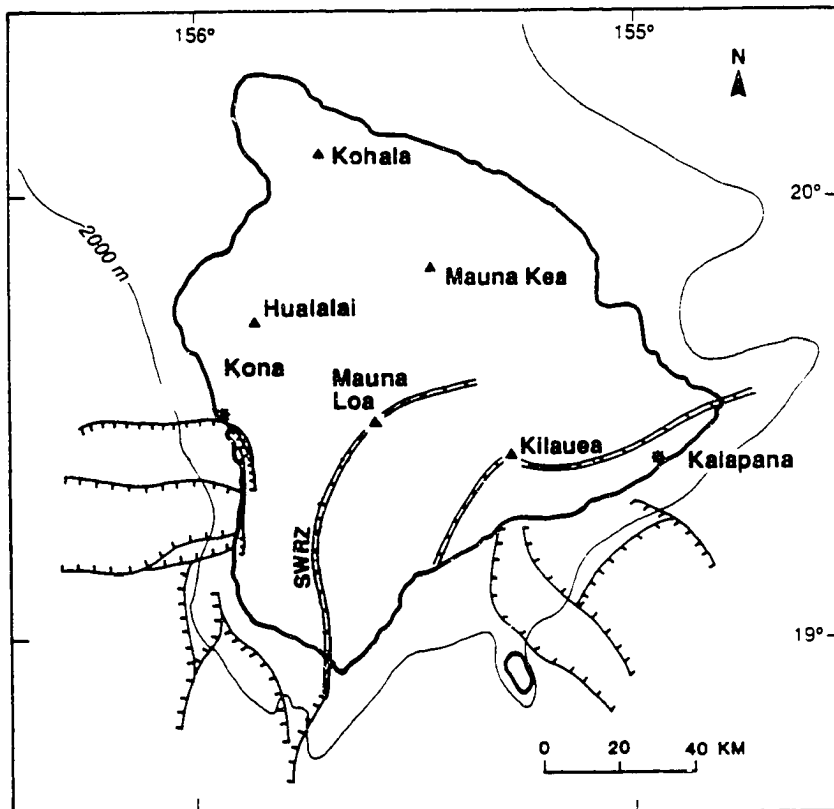 156°
155°
N
Kohala
20°
2000 m
Mauna Kea
Hualalai
Kona
Mauna
Loa
Kilauea
Kalapana
SWRZ
19°
0 20 40 KM